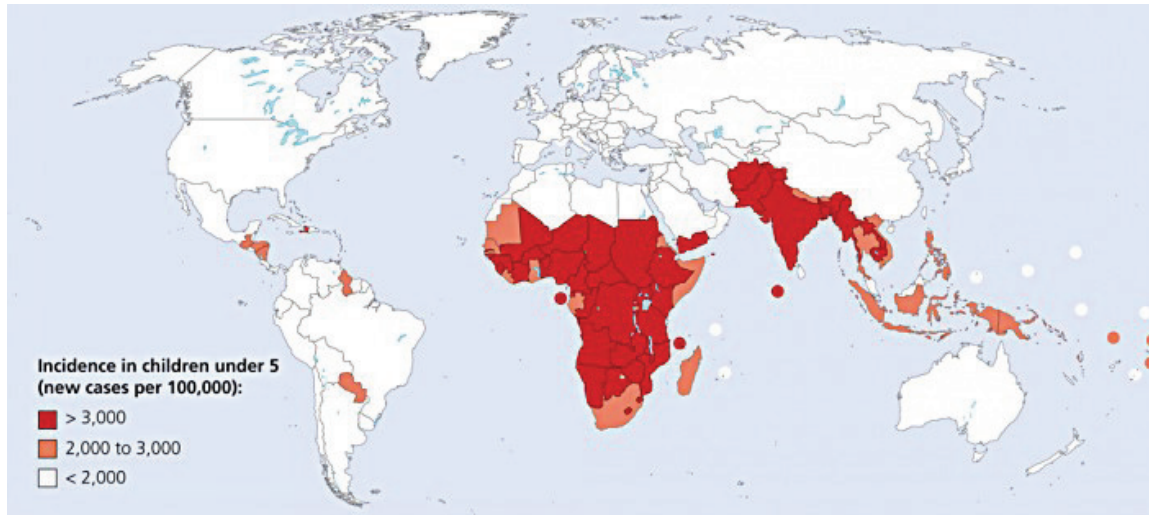 Incidence in children under 5
(new cases per 100,000):
> 3,000
2,000 to 3,000
< 2,000